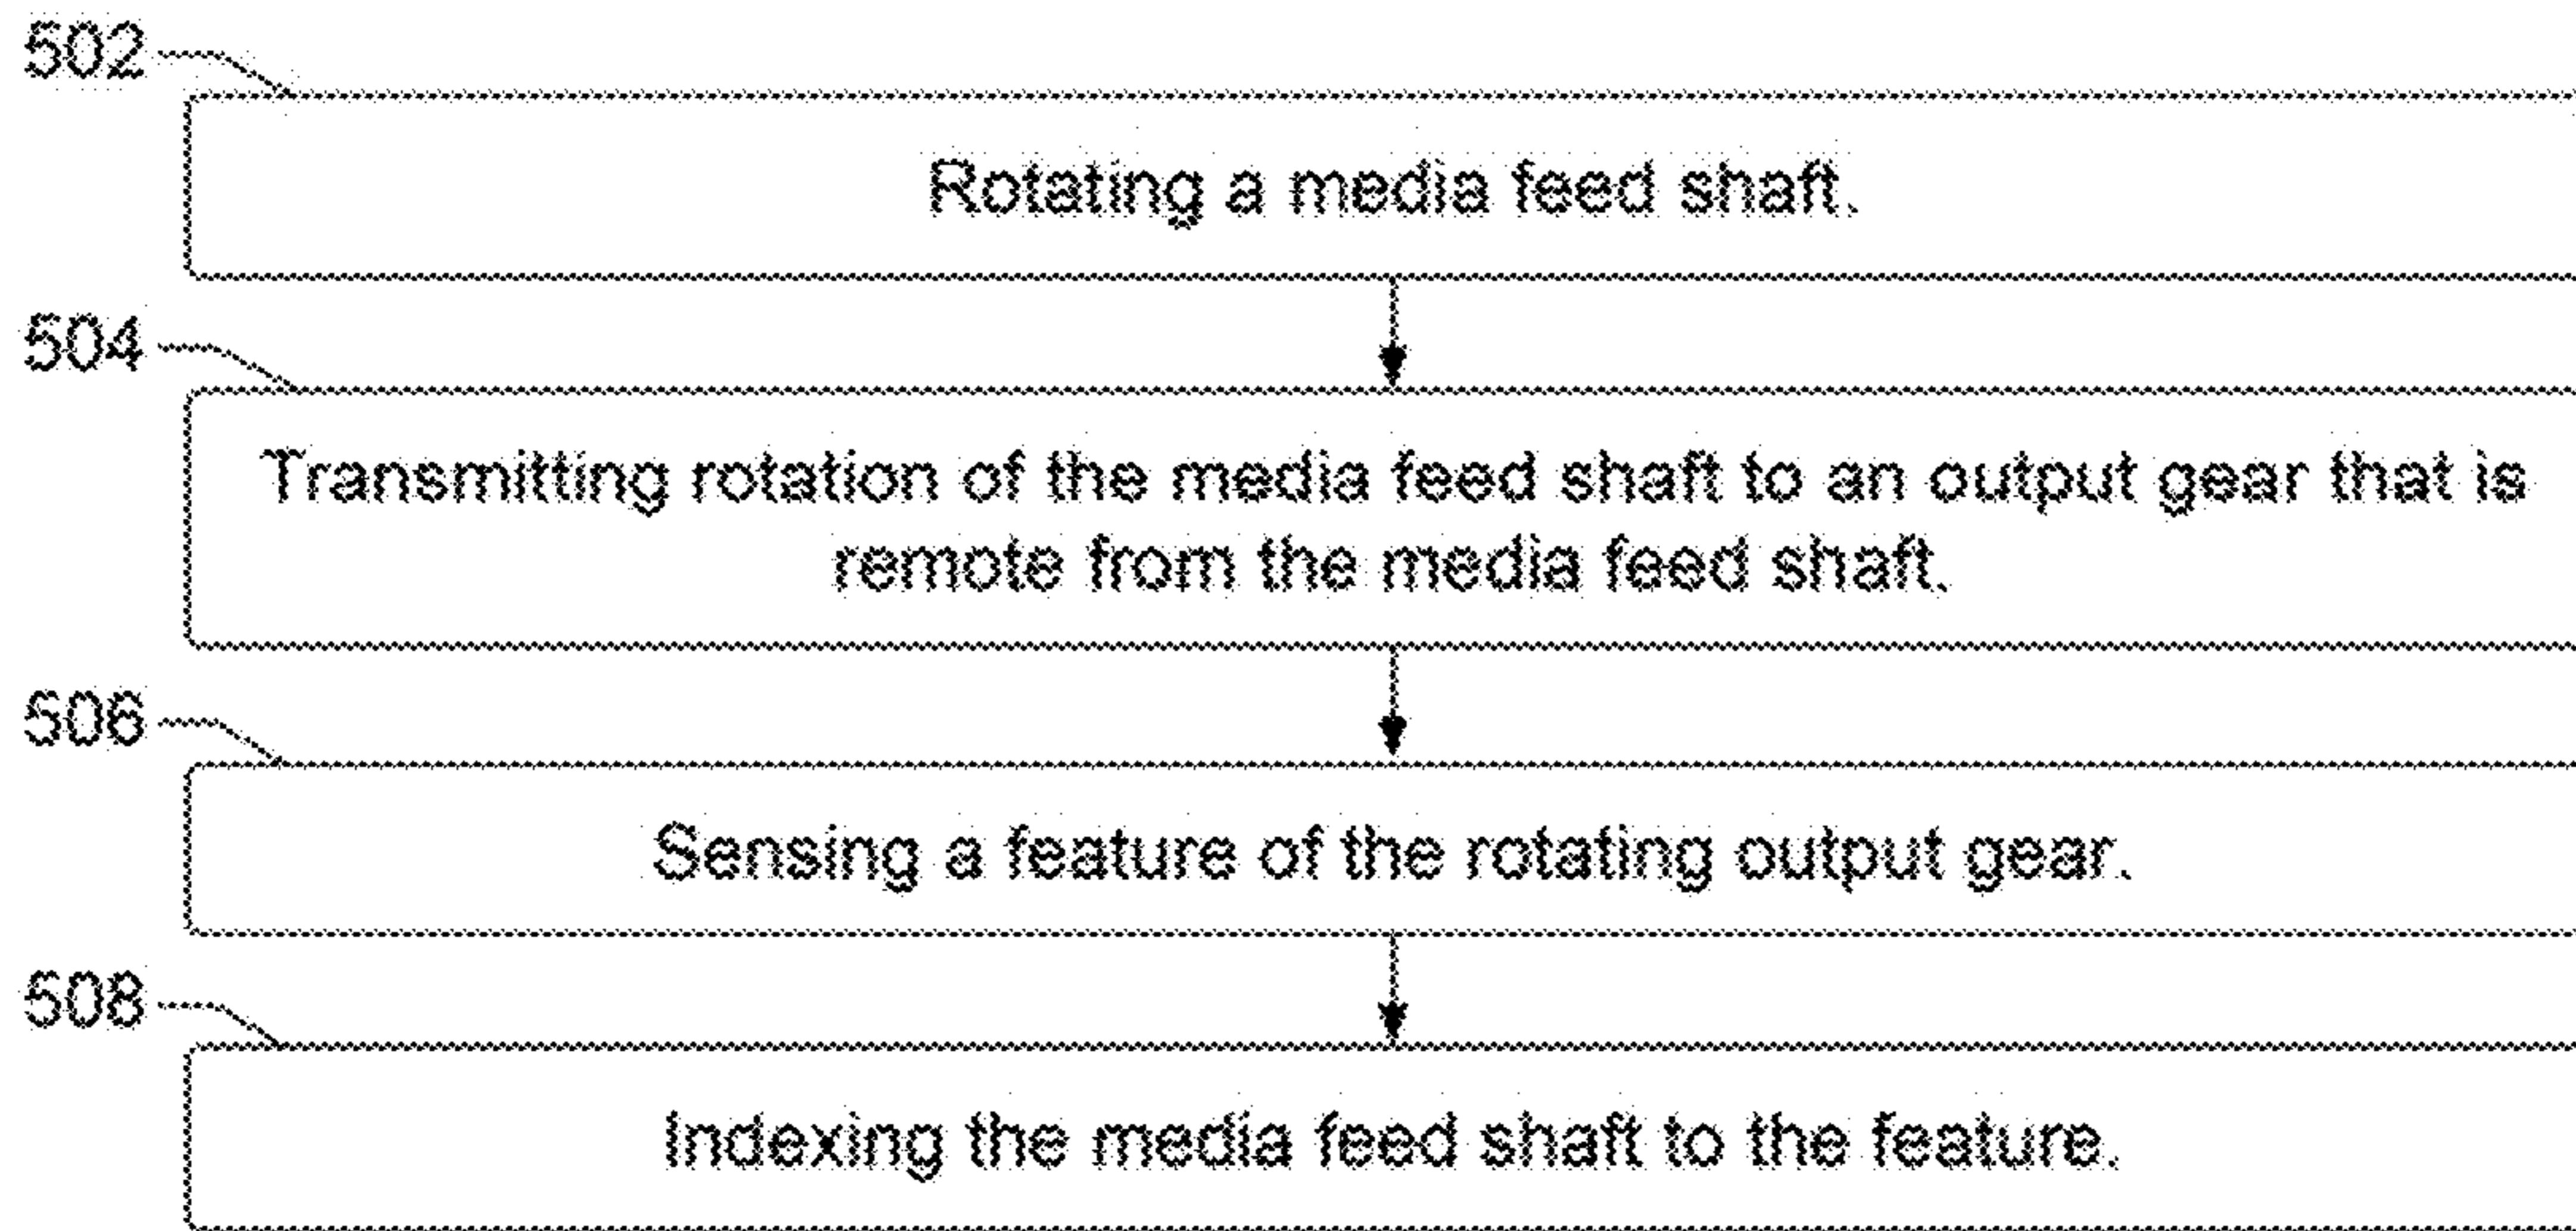 502
Rotating a media feed shaft.
504
Transmitting rotation of the media feed shaft to an output gear that is
remote from the media feed shaft.
506
Sensing a feature of the rotating output gear.
508
Indexing the media feed shaft to the feature.